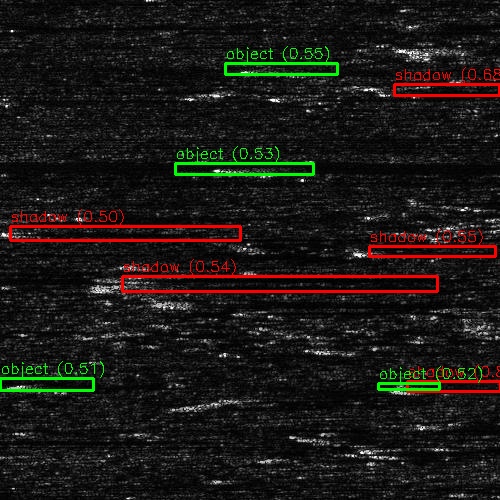 object (0.55)
shadow (0.68
object (0.53)
shadow (0.50)
shadow (0.55)
shadow (0.54)
object (0.51)
object (0.52)